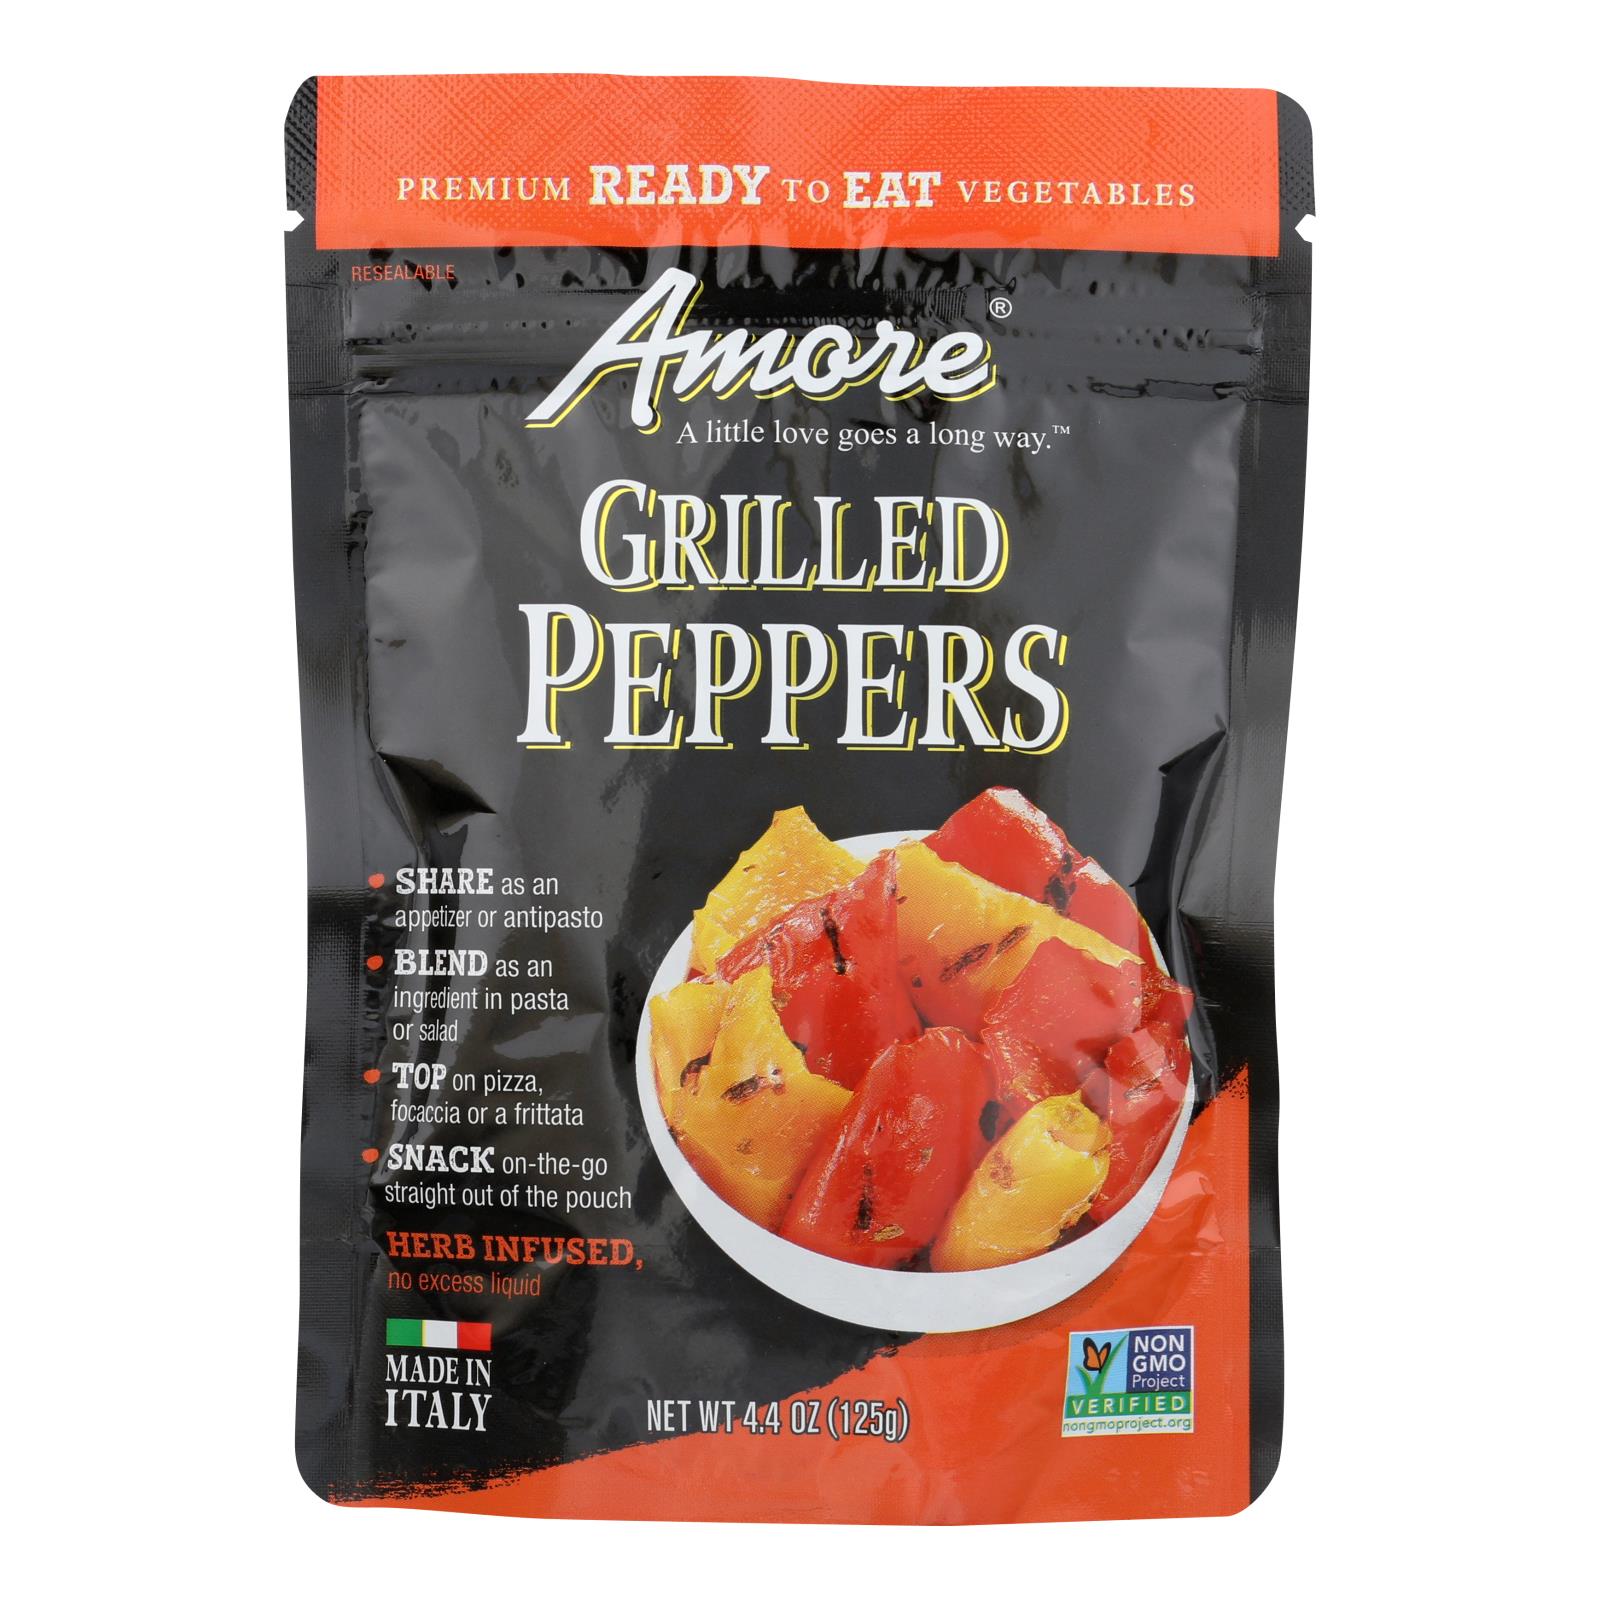 PREMIUM READY TO EAT VEGETABLES
RESEALABLE
Amore®
A little love goes a long way.™
GRILLED
PEPPERS
SHARE as an
appetizer or antipasto
BLEND as an
ingredient in pasta
or salad
TOP on pizza,
focaccia or a frittata
SNACK on-the-go
straight out of the pouch
HERB INFUSED,
no excess liquid
MADE IN
ITALY
NET WT 4.4 OZ (125g)
NON
GMO
Project
VERIFIED
nongmoproject.org